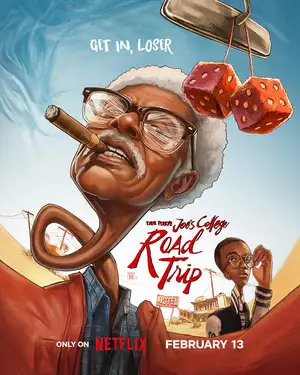 GET IN, LOSER
TYLER PERRY'S Joe's College
Road
Trip
MOTEL
ONLY ON NETFLIX FEBRUARY 13